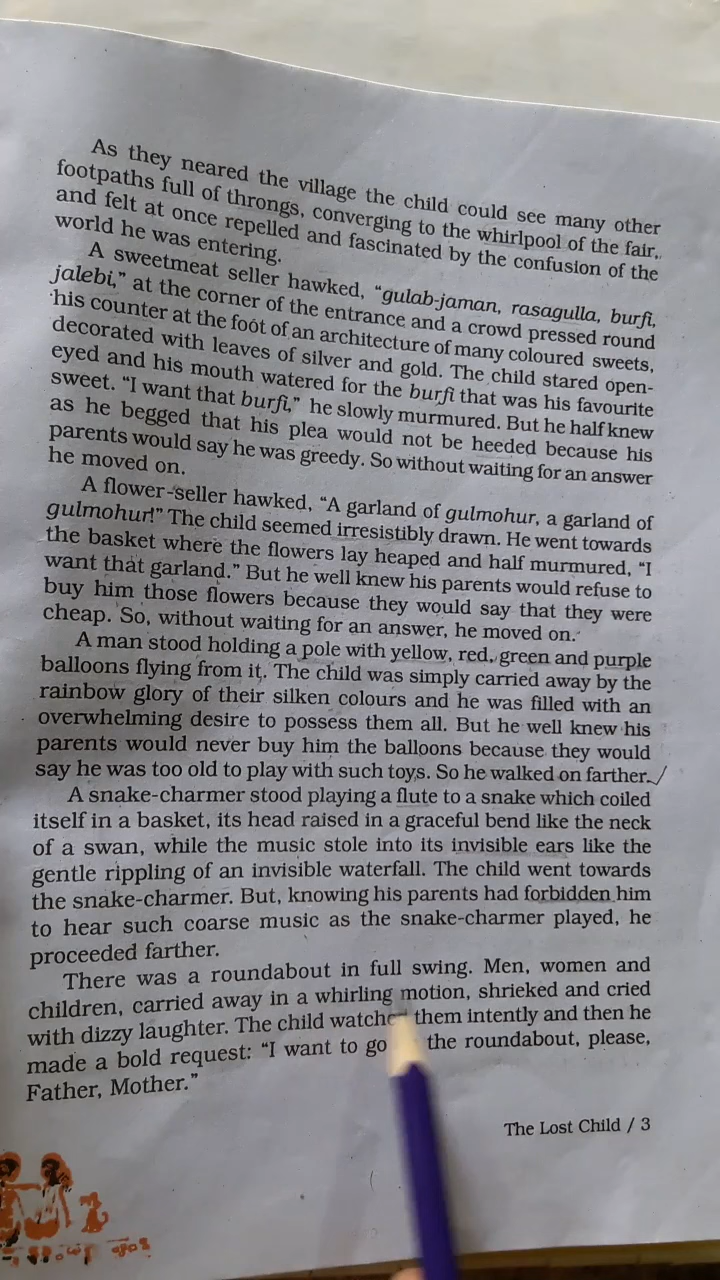 As they neared the village the child could see many other
footpaths full of throngs, converging to the whirlpool of the fair,
and felt at once repelled and fascinated by the confusion of the
world he was entering.
A sweetmeat seller hawked, “gulab-jaman, rasagulla, burfi,
jalebi,” at the corner of the entrance and a crowd pressed round
his counter at the foot of an architecture of many coloured sweets,
decorated with leaves of silver and gold. The child stared open-
eyed and his mouth watered for the burfi that was his favourite
sweet. “I want that burfi,” he slowly murmured. But he half knew
as he begged that his plea would not be heeded because his
parents would say he was greedy. So without waiting for an answer
he moved on.
A flower-seller hawked, “A garland of gulmohur, a garland of
gulmohur!” The child seemed irresistibly drawn. He went towards
the basket where the flowers lay heaped and half murmured, “I
want that garland.” But he well knew his parents would refuse to
buy him those flowers because they would say that they were
cheap. So, without waiting for an answer, he moved on.
A man stood holding a pole with yellow, red, green and purple
balloons flying from it. The child was simply carried away by the
rainbow glory of their silken colours and he was filled with an
overwhelming desire to possess them all. But he well knew his
parents would never buy him the balloons because they would
say he was too old to play with such toys. So he walked on farther.
A snake-charmer stood playing a flute to a snake which coiled
itself in a basket, its head raised in a graceful bend like the neck
of a swan, while the music stole into its invisible ears like the
gentle rippling of an invisible waterfall. The child went towards
the snake-charmer. But, knowing his parents had forbidden him
to hear such coarse music as the snake-charmer played, he
proceeded farther.
There was a roundabout in full swing. Men, women and
children, carried away in a whirling motion, shrieked and cried
with dizzy laughter. The child watched them intently and then he
made a bold request: “I want to go the roundabout, please,
Father, Mother.”
The Lost Child / 3